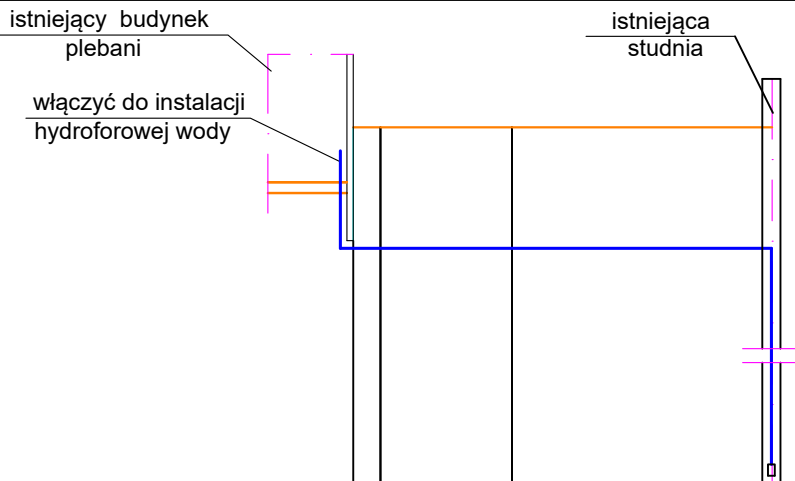 istniejący budynek
plebani
włączyć do instalacji
hydroforowej wody
istniejąca
studnia